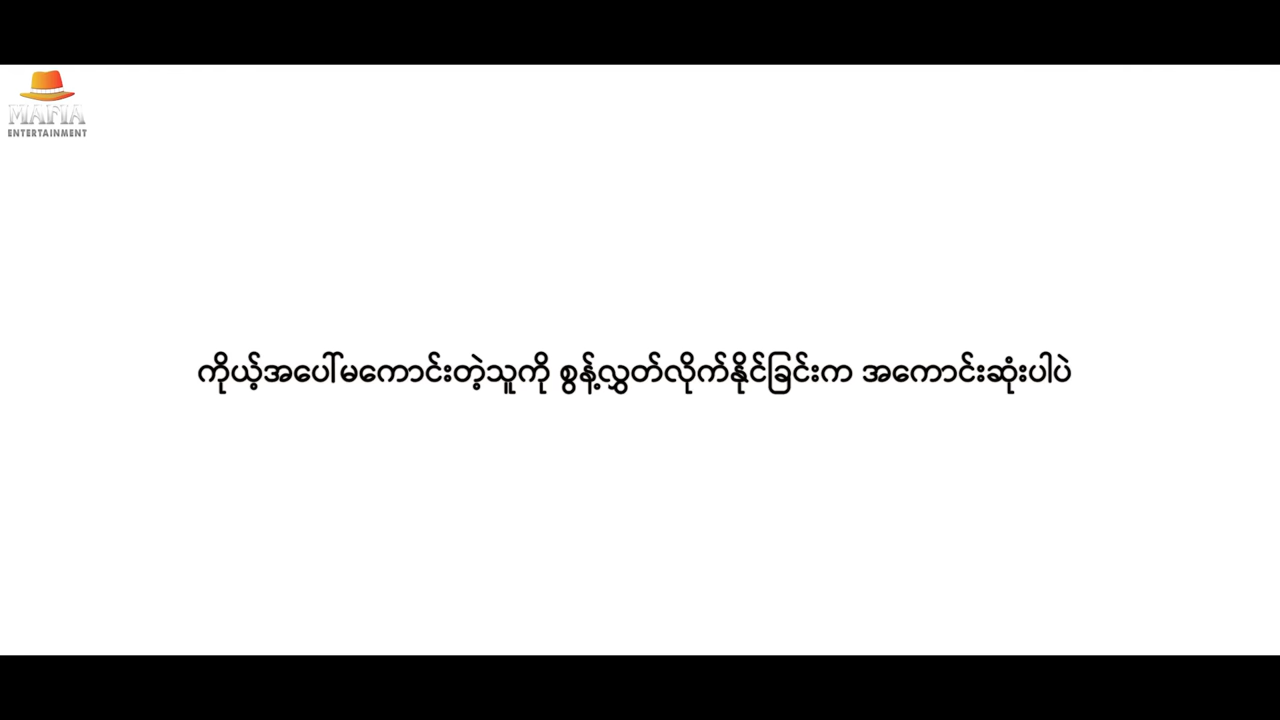 MAFIA
ENTERTAINMENT
ကိုယ့်အပေါ်မကောင်းတဲ့သူကို စွန့်လွှတ်လိုက်နိုင်ခြင်းက အကောင်းဆုံးပါပဲ